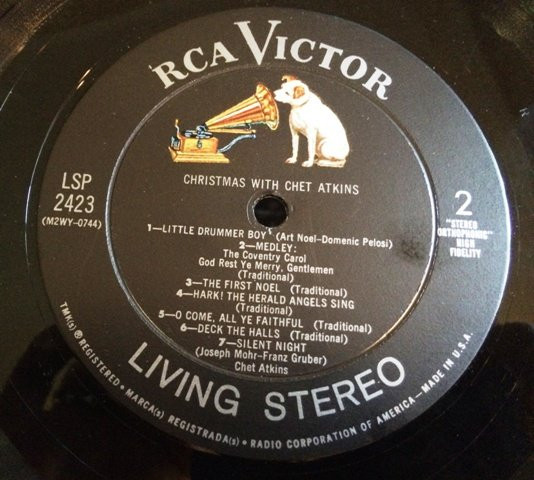 RCA VICTOR
CHRISTMAS WITH CHET ATKINS
LSP
2423
(M2WY-0744)
2
"STEREO
ORTHOPHONIC"
HIGH
FIDELITY
1—LITTLE DRUMMER BOY (Art Noel-Domenic Pelosi)
2—MEDLEY:
The Coventry Carol
God Rest Ye Merry, Gentlemen
(Traditional)
3—THE FIRST NOEL (Traditional)
4—HARK! THE HERALD ANGELS SING
(Traditional)
5—O COME, ALL YE FAITHFUL (Traditional)
6—DECK THE HALLS (Traditional)
7—SILENT NIGHT
(Joseph Mohr-Franz Gruber)
Chet Atkins
LIVING STEREO
TMK(s) ® REGISTERED • MARCA(s) REGISTRADA(s) • RADIO CORPORATION OF AMERICA—MADE IN U.S.A.